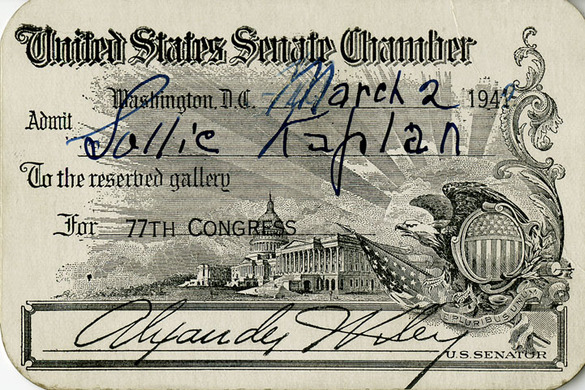 United States Senate Chamber
Washington, D.C. March 2 194
Admit Sollie Kaplan
To the reserved gallery
For 77TH CONGRESS
E PLURIBUS UNUM
Alexander Wiley
U.S. SENATOR